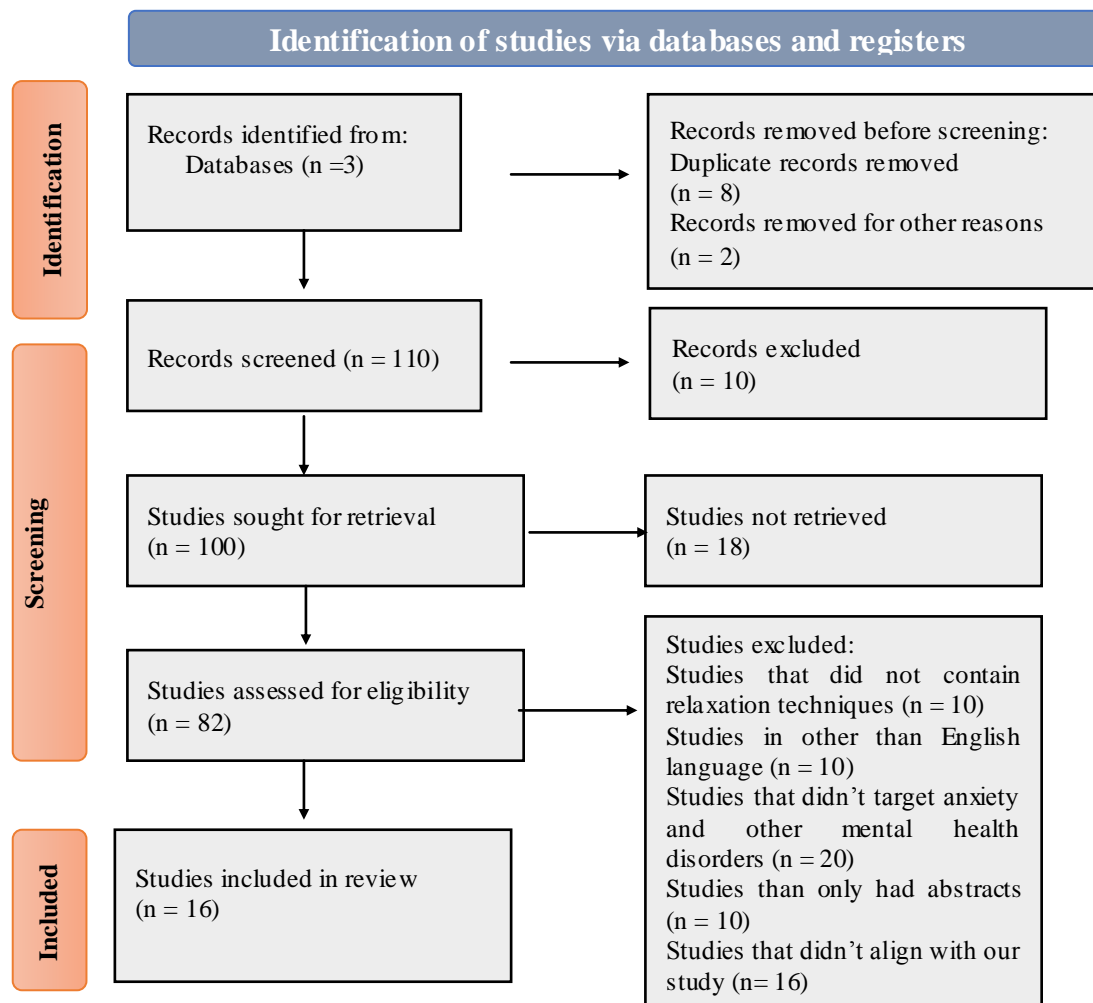 Identification of studies via databases and registers
Identification
Records identified from:
Databases (n =3)
Records removed before screening:
Duplicate records removed
(n = 8)
Records removed for other reasons
(n = 2)
Screening
Records screened (n = 110)
Records excluded
(n = 10)
Studies sought for retrieval
(n = 100)
Studies not retrieved
(n = 18)
Studies assessed for eligibility
(n = 82)
Studies excluded:
Studies that did not contain
relaxation techniques (n = 10)
Studies in other than English
language (n = 10)
Studies that didn’t target anxiety
and other mental health
disorders (n = 20)
Studies than only had abstracts
(n = 10)
Studies that didn’t align with our
study (n= 16)
Included
Studies included in review
(n = 16)